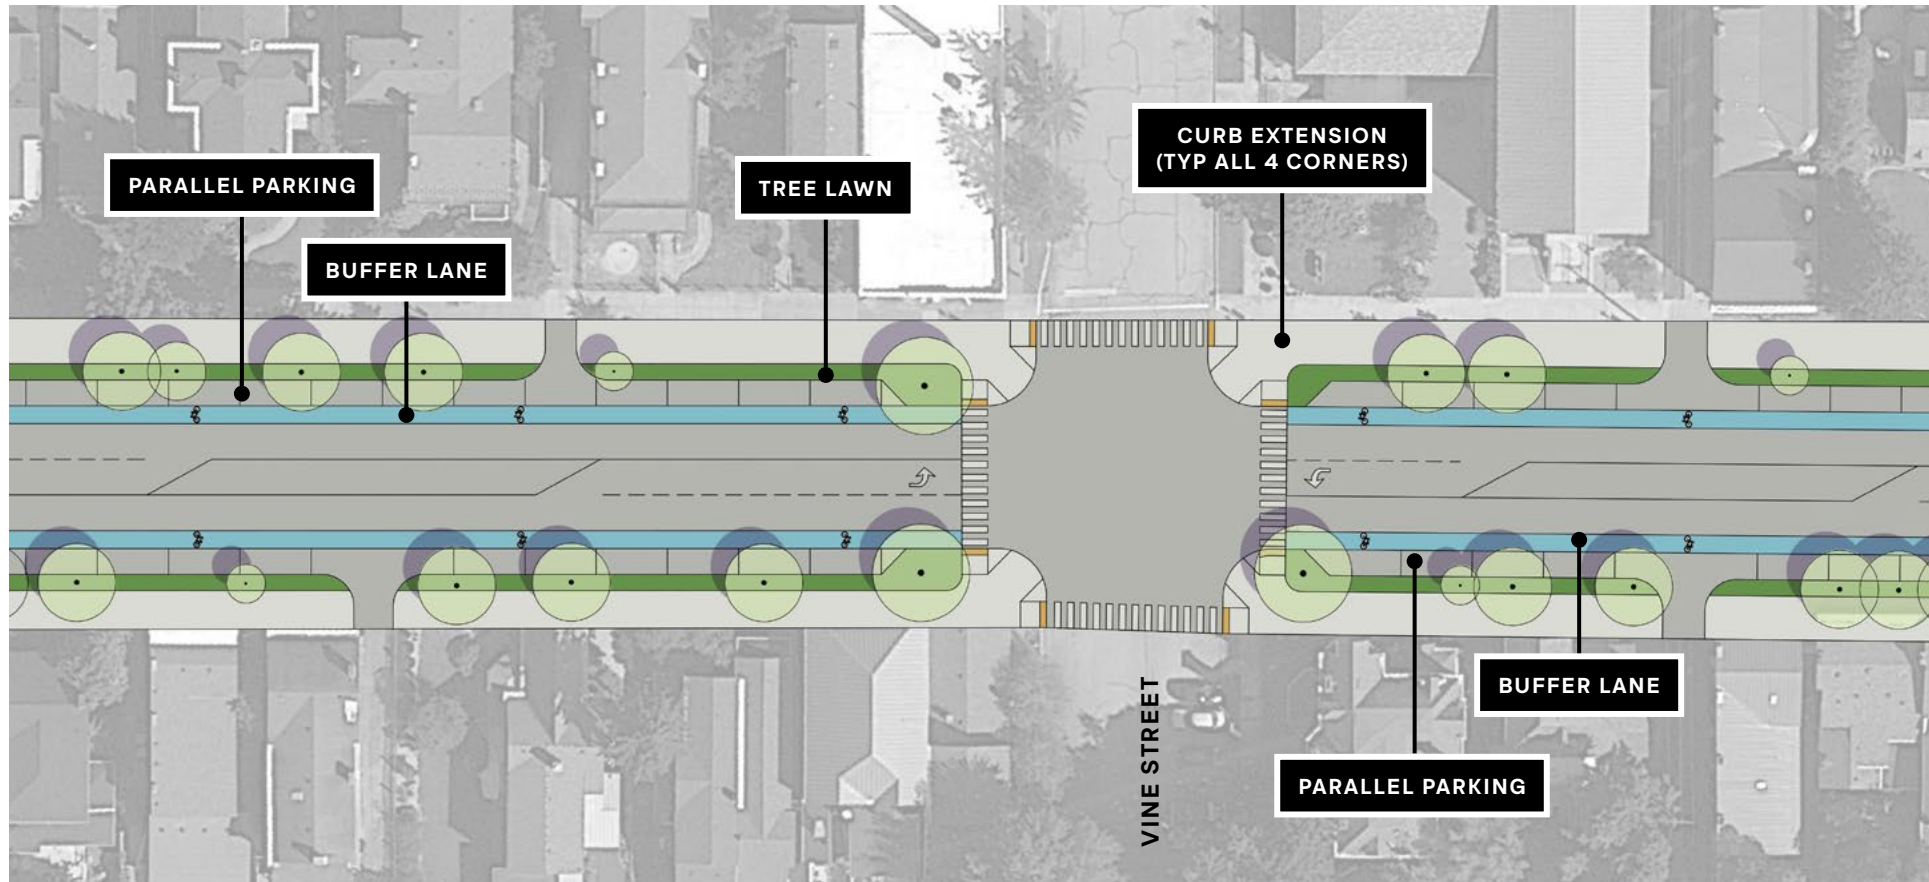 CURB EXTENSION
(TYP ALL 4 CORNERS)
PARALLEL PARKING
TREE LAWN
BUFFER LANE
BUFFER LANE
PARALLEL PARKING
VINE STREET